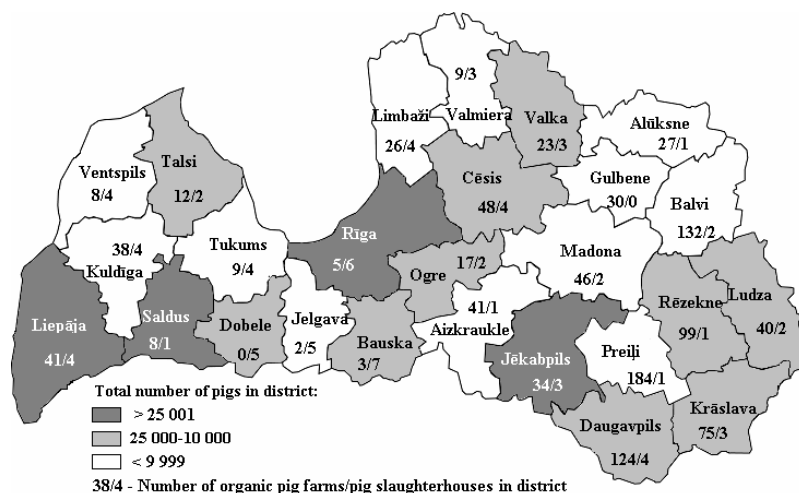 9/3
Limbaži
Valmiera
Valka
26/4
23/3
Alūksne
27/1
Ventspils
8/4
Talsi
12/2
Cēsis
48/4
Gulbene
30/0
Balvi
132/2
38/4
Kuldīga
Tukums
9/4
Rīga
5/6
Ogre
17/2
Madona
46/2
Liepāja
41/4
Saldus
8/1
Dobele
0/5
Jelgava
2/5
Bauska
3/7
41/1
Aizkraukle
Jēkabpils
34/3
Preiļi
184/1
Rēzekne
99/1
Ludza
40/2
Daugavpils
124/4
Krāslava
75/3
Total number of pigs in district:
> 25 001
25 000-10 000
< 9 999
38/4 - Number of organic pig farms/pig slaughterhouses in district